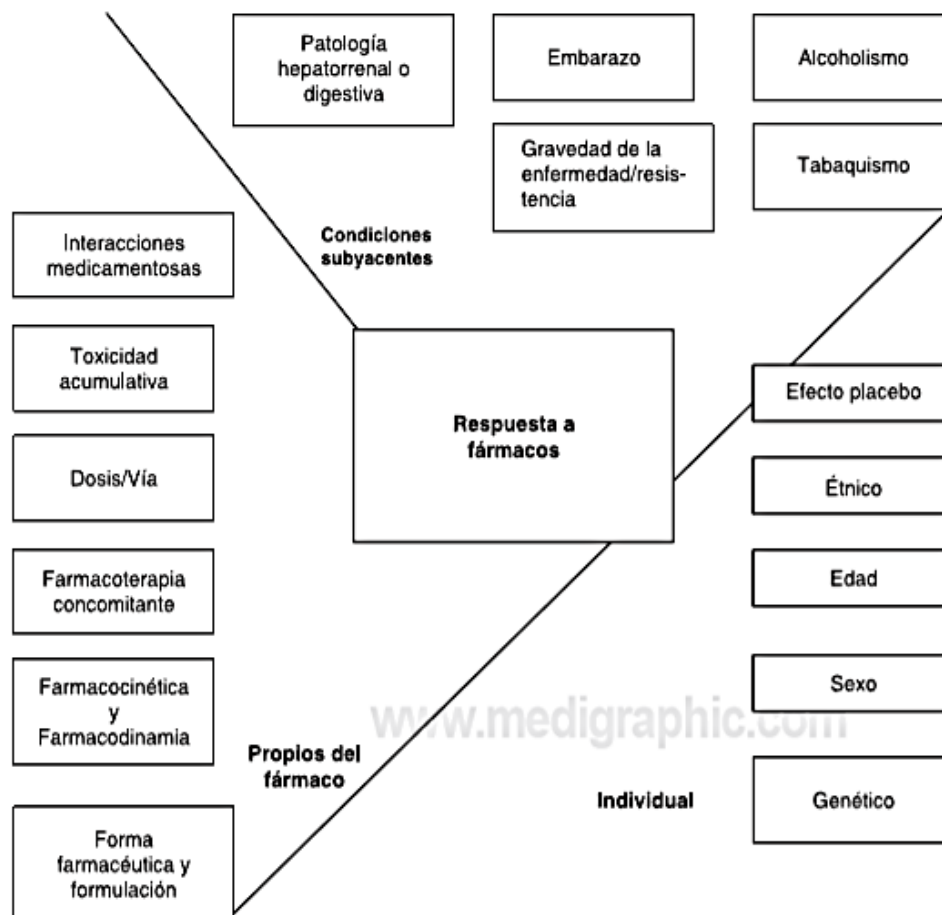 Patología
hepatorrenal o
digestiva
Embarazo
Alcoholismo
Gravedad de la
enfermedad/resis-
tencia
Tabaquismo
Condiciones
subyacentes
Interacciones
medicamentosas
Toxicidad
acumulativa
Dosis/Vía
Farmacoterapia
concomitante
Farmacocinética
y
Farmacodinamia
Forma
farmacéutica y
formulación
Respuesta a
fármacos
Propios del
fármaco
Efecto placebo
Étnico
Edad
Sexo
www.medigraphic.com
Individual
Genético